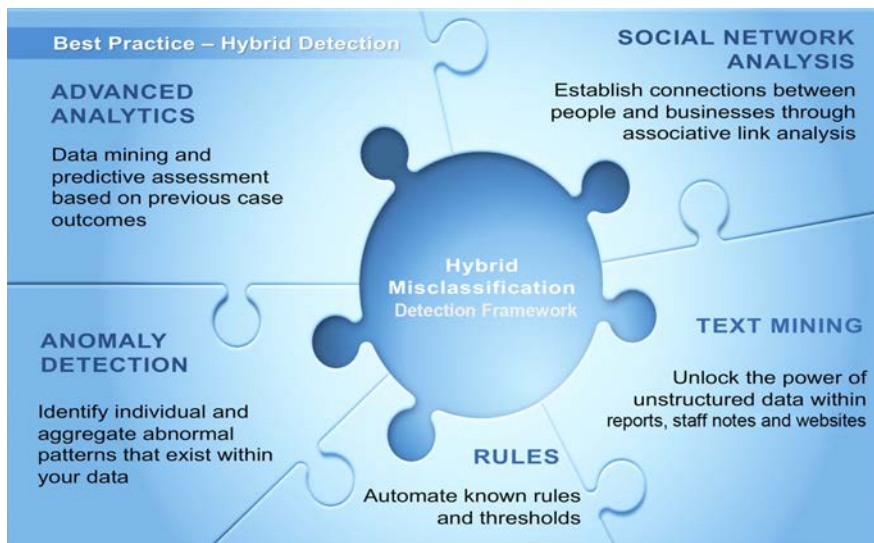 Best Practice – Hybrid Detection
ADVANCED
ANALYTICS
Data mining and
predictive assessment
based on previous case
outcomes
SOCIAL NETWORK
ANALYSIS
Establish connections between
people and businesses through
associative link analysis
Hybrid
Misclassification
Detection Framework
ANOMALY
DETECTION
Identify individual and
aggregate abnormal
patterns that exist within
your data
TEXT MINING
Unlock the power of
unstructured data within
reports, staff notes and websites
RULES
Automate known rules
and thresholds